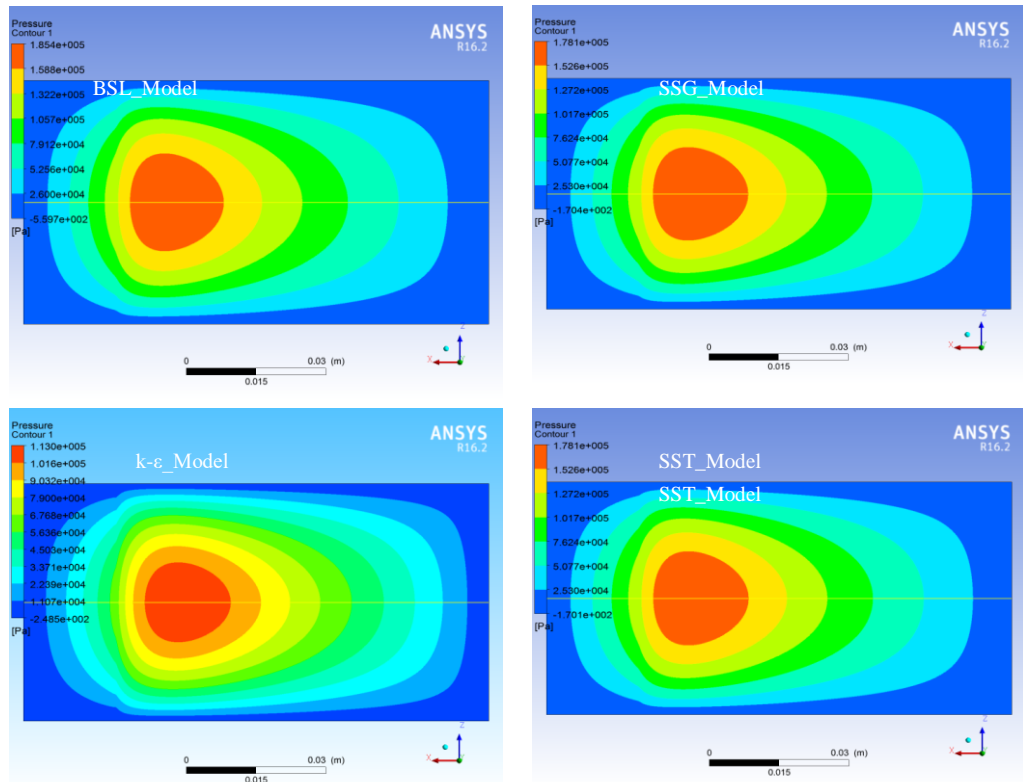 Pressure
Contour 1
1.854e+005
1.588e+005
1.322e+005
1.057e+005
7.912e+004
5.256e+004
2.600e+004
-5.597e+002
[Pa]
BSL_Model
ANSYS
R16.2
0
0.03 (m)
0.015
X
Z
Pressure
Contour 1
1.781e+005
1.526e+005
1.272e+005
1.017e+005
7.624e+004
5.077e+004
2.530e+004
-1.704e+002
[Pa]
SSG_Model
ANSYS
R16.2
0
0.03 (m)
0.015
X
Z
Pressure
Contour 1
1.130e+005
1.016e+005
9.032e+004
7.900e+004
6.768e+004
5.636e+004
4.503e+004
3.371e+004
2.239e+004
1.107e+004
-2.485e+002
[Pa]
k-ε_Model
ANSYS
R16.2
0
0.03 (m)
0.015
X
Z
Pressure
Contour 1
1.781e+005
1.526e+005
1.272e+005
1.017e+005
7.624e+004
5.077e+004
2.530e+004
-1.701e+002
[Pa]
SST_Model
SST_Model
ANSYS
R16.2
0
0.03 (m)
0.015
X
Z